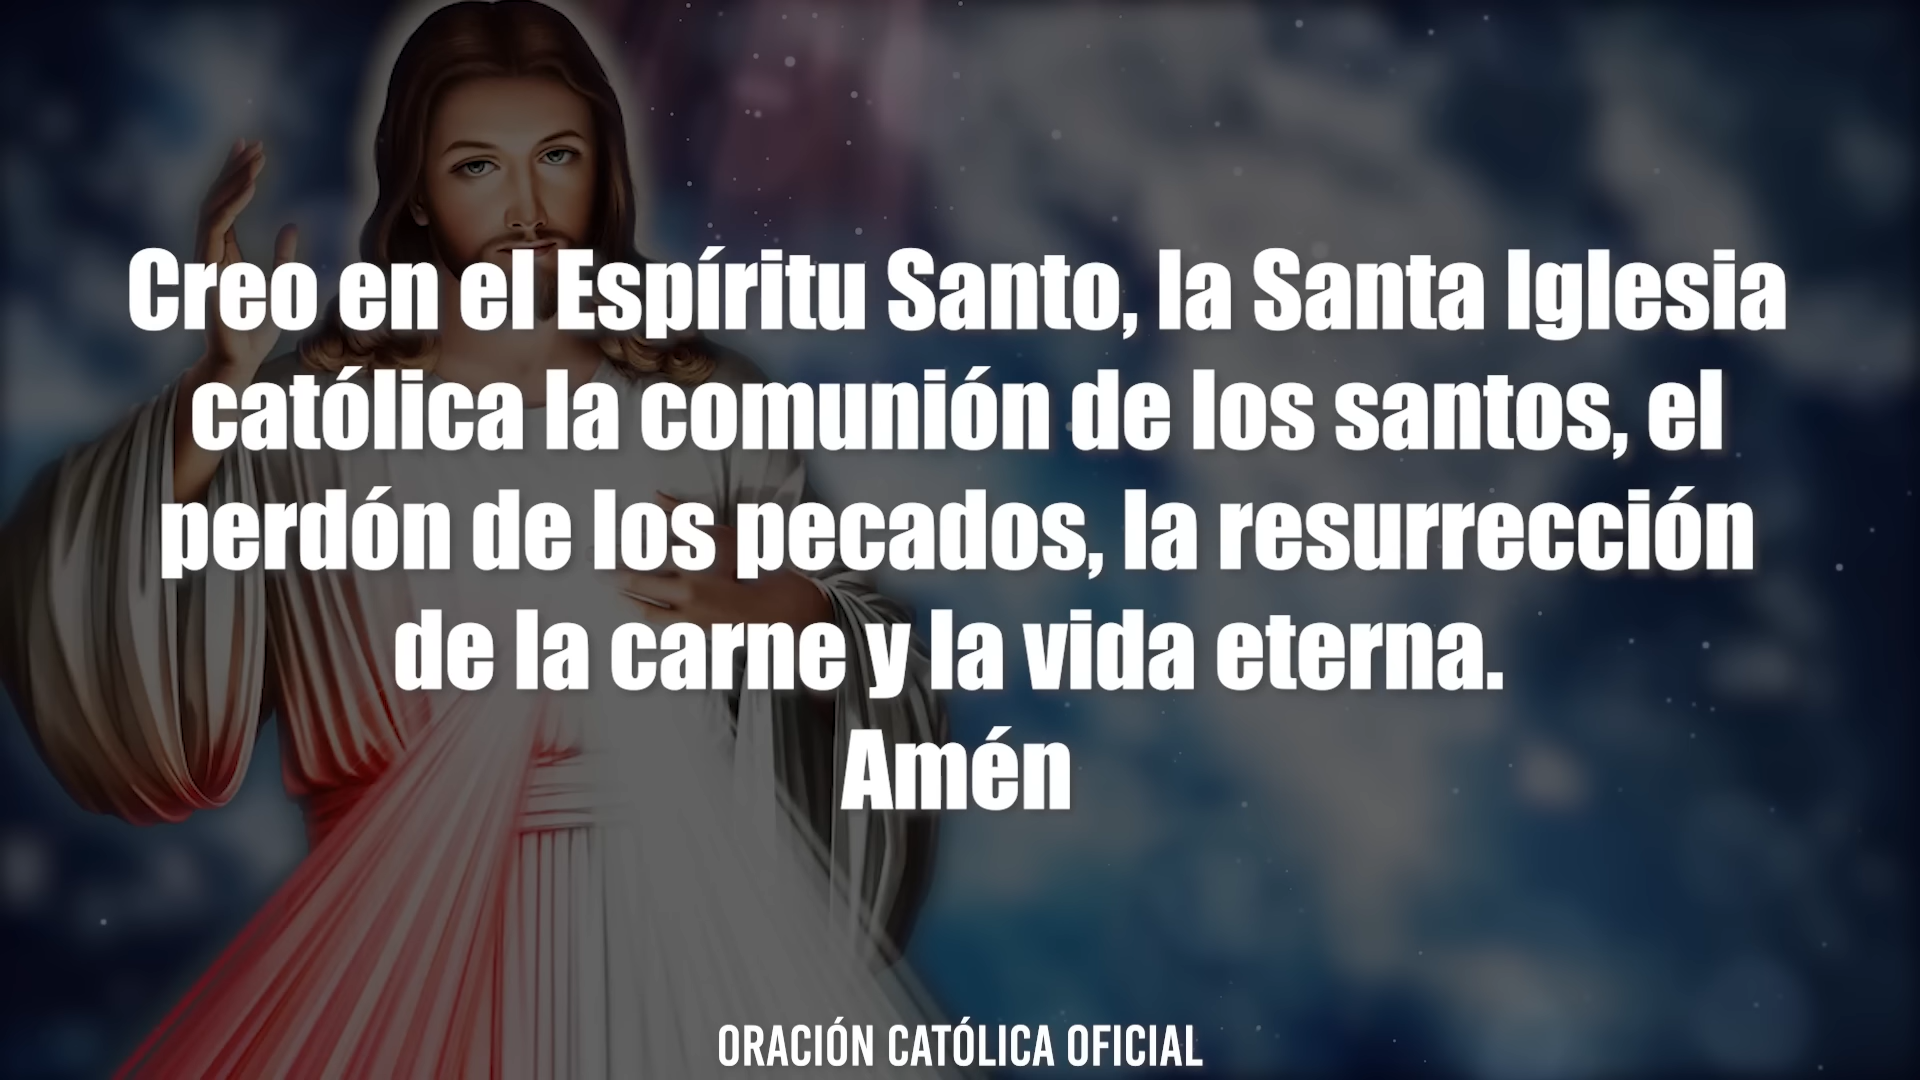 Creo en el Espíritu Santo, la Santa Iglesia
católica la comunión de los santos, el
perdón de los pecados, la resurrección
de la carne y la vida eterna.
Amén
ORACIÓN CATÓLICA OFICIAL